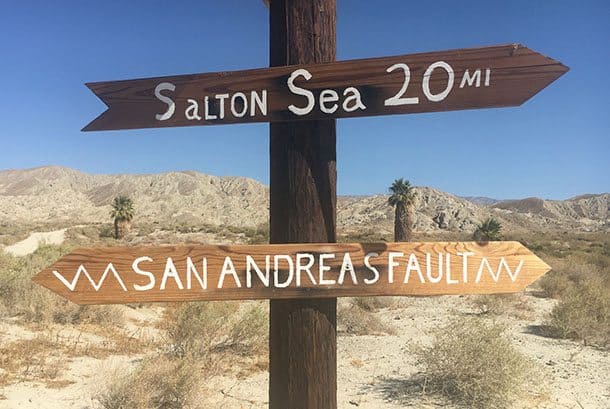 SaLTON Sea 20 MI
SAN ANDREAS FAULT